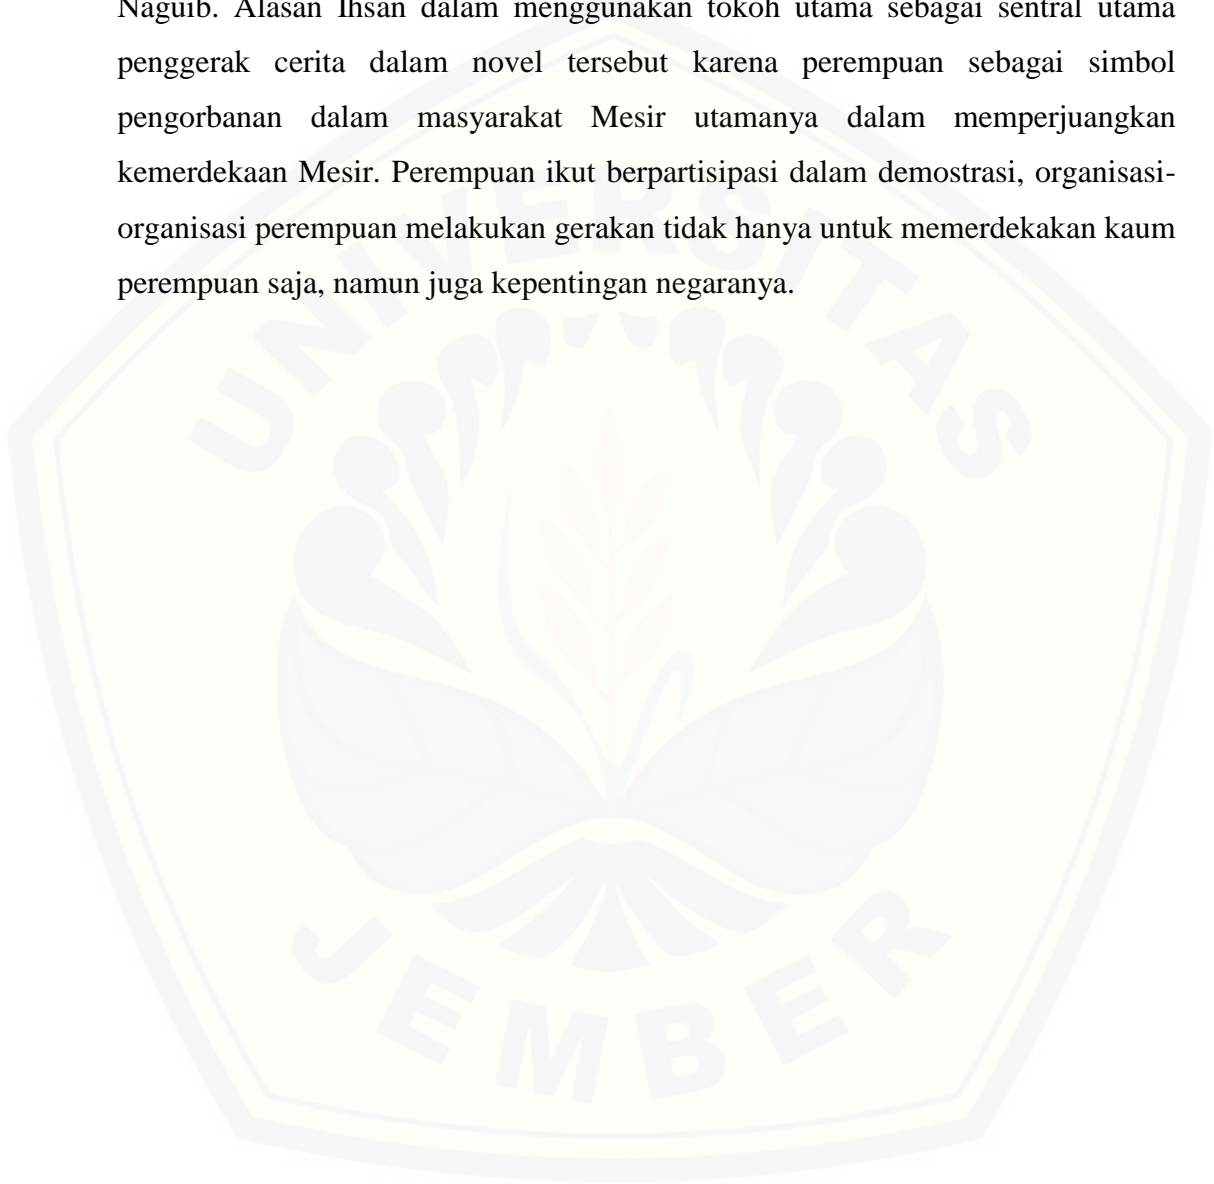 Naguib. Alasan Ihsan dalam menggunakan tokoh utama sebagai sentral utama
penggerak cerita dalam novel tersebut karena perempuan sebagai simbol
pengorbanan dalam masyarakat Mesir utamanya dalam memperjuangkan
kemerdekaan Mesir. Perempuan ikut berpartisipasi dalam demostrasi, organisasi-
organisasi perempuan melakukan gerakan tidak hanya untuk memerdekakan kaum
perempuan saja, namun juga kepentingan negaranya.
UNIVERSITAS
JEMBER